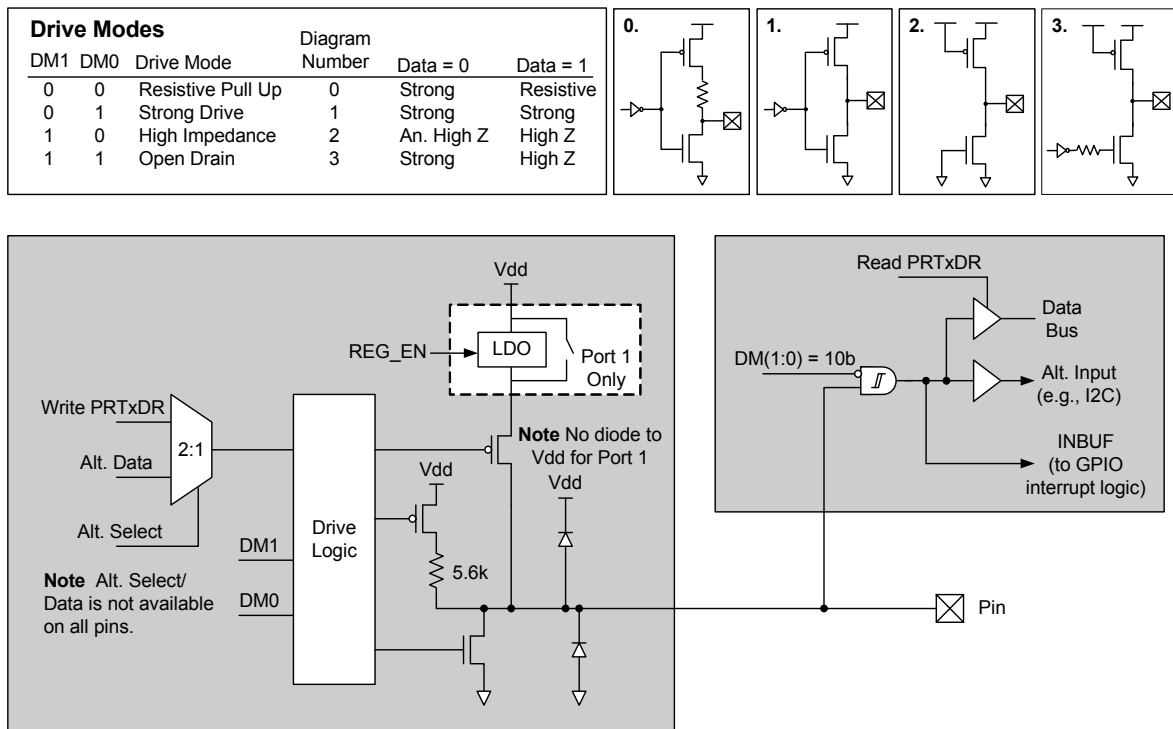 Drive Modes
DM1 DM0 Drive Mode Diagram Number Data = 0 Data = 1
0 0 Resistive Pull Up 0 Strong Resistive
0 1 Strong Drive 1 Strong Strong
1 0 High Impedance 2 An. High Z High Z
1 1 Open Drain 3 Strong High Z
0.
1.
2.
3.
Vdd
REG_EN
LDO
Port 1
Only
Write PRTxDR
2:1
Alt. Data
Alt. Select
Note Alt. Select/
Data is not available
on all pins.
DM1
DM0
Drive
Logic
Vdd
5.6k
Note No diode to
Vdd for Port 1
Vdd
Read PRTxDR
Data
Bus
DM(1:0) = 10b
Alt. Input
(e.g., I2C)
INBUF
(to GPIO
interrupt logic)
Pin